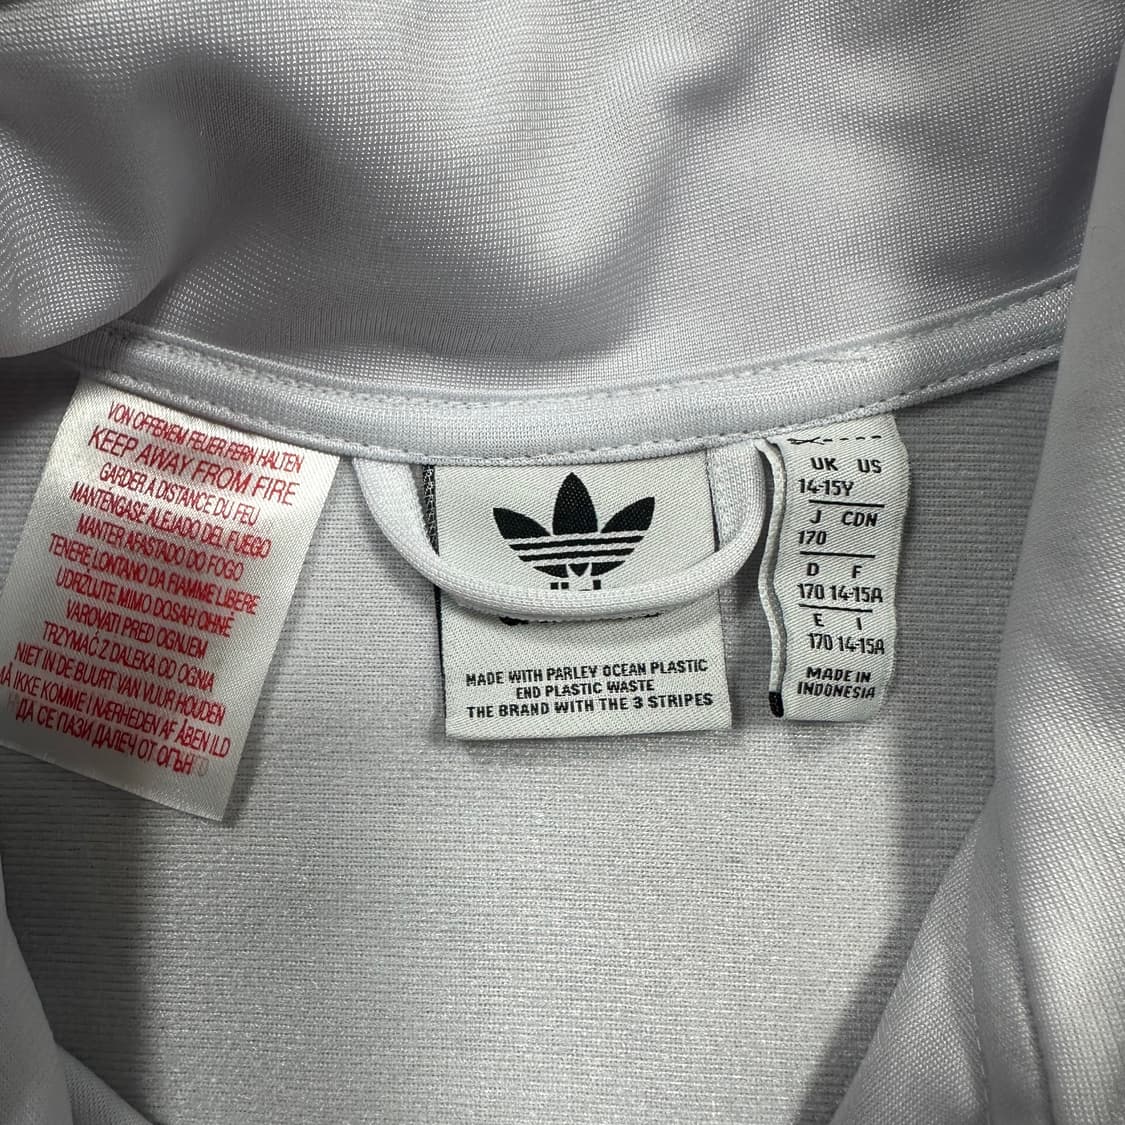 VON OFFENEM FEUER FERN HALTEN
KEEP AWAY FROM FIRE
GARDER A DISTANCE DU FEU
MANTENGASE ALEJADO DEL FUEGO
MANTER AFASTADO DO FOGO
TENERE LONTANO DA FIAMME LIBERE
UDRZUJTE MIMO DOSAH OHNĚ
VAROVATI PRED OGNJEM
TRZYMAĆ Z DALEKA OD OGNIA
NIET IN DE BUURT VAN VUUR HOUDEN
IKKE KOMME I NÆRHEDEN AF ÅBEN ILD
ДА СЕ ПАЗИ ДАЛЕЧ ОТ ОГЪН
MADE WITH PARLEY OCEAN PLASTIC
END PLASTIC WASTE
THE BRAND WITH THE 3 STRIPES
UK US
14-15Y
J CDN
170
D F
170 14-15A
E I
170 14-15A
MADE IN
INDONESIA